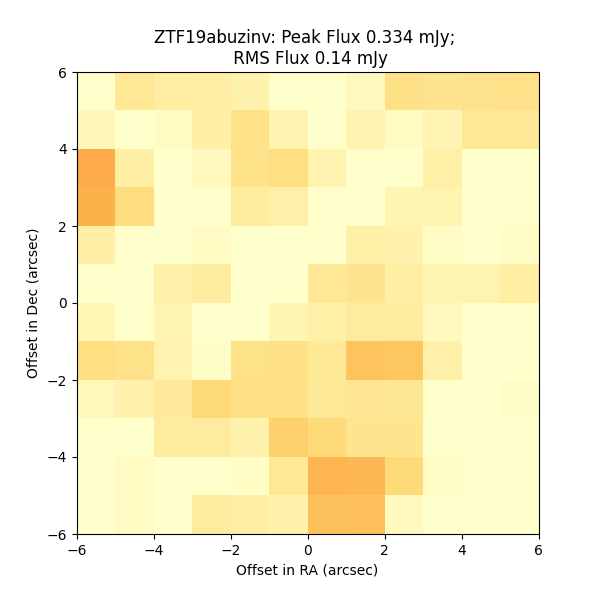 ZTF19abuzinv: Peak Flux 0.334 mJy;
RMS Flux 0.14 mJy
6
4
2
0
−2
−4
−6
Offset in Dec (arcsec)
−6 −4 −2 0 2 4 6
Offset in RA (arcsec)